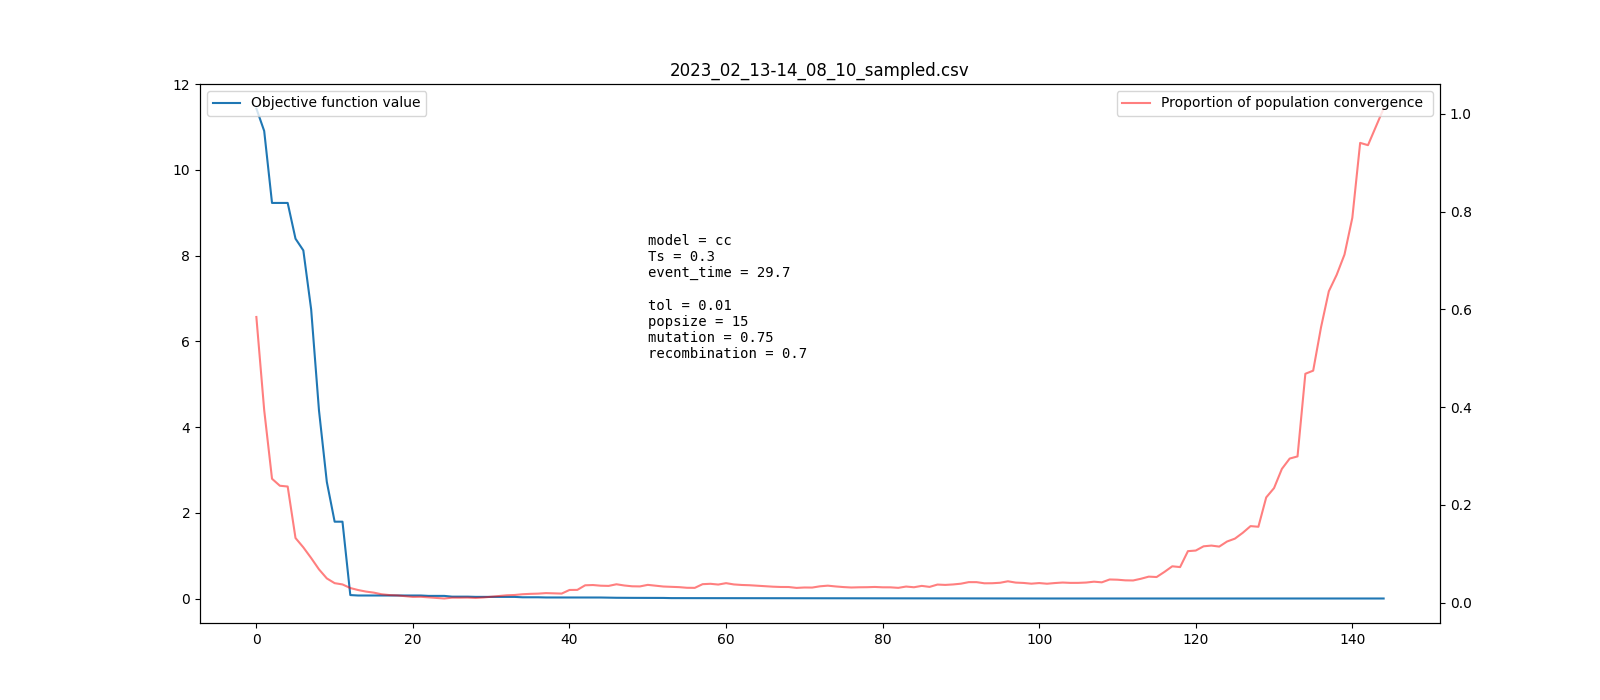 2023_02_13-14_08_10_sampled.csv
Objective function value
Proportion of population convergence
12
10
8
6
4
2
0
1.0
0.8
0.6
0.4
0.2
0.0
model = cc
Ts = 0.3
event_time = 29.7
tol = 0.01
popsize = 15
mutation = 0.75
recombination = 0.7
0 20 40 60 80 100 120 140